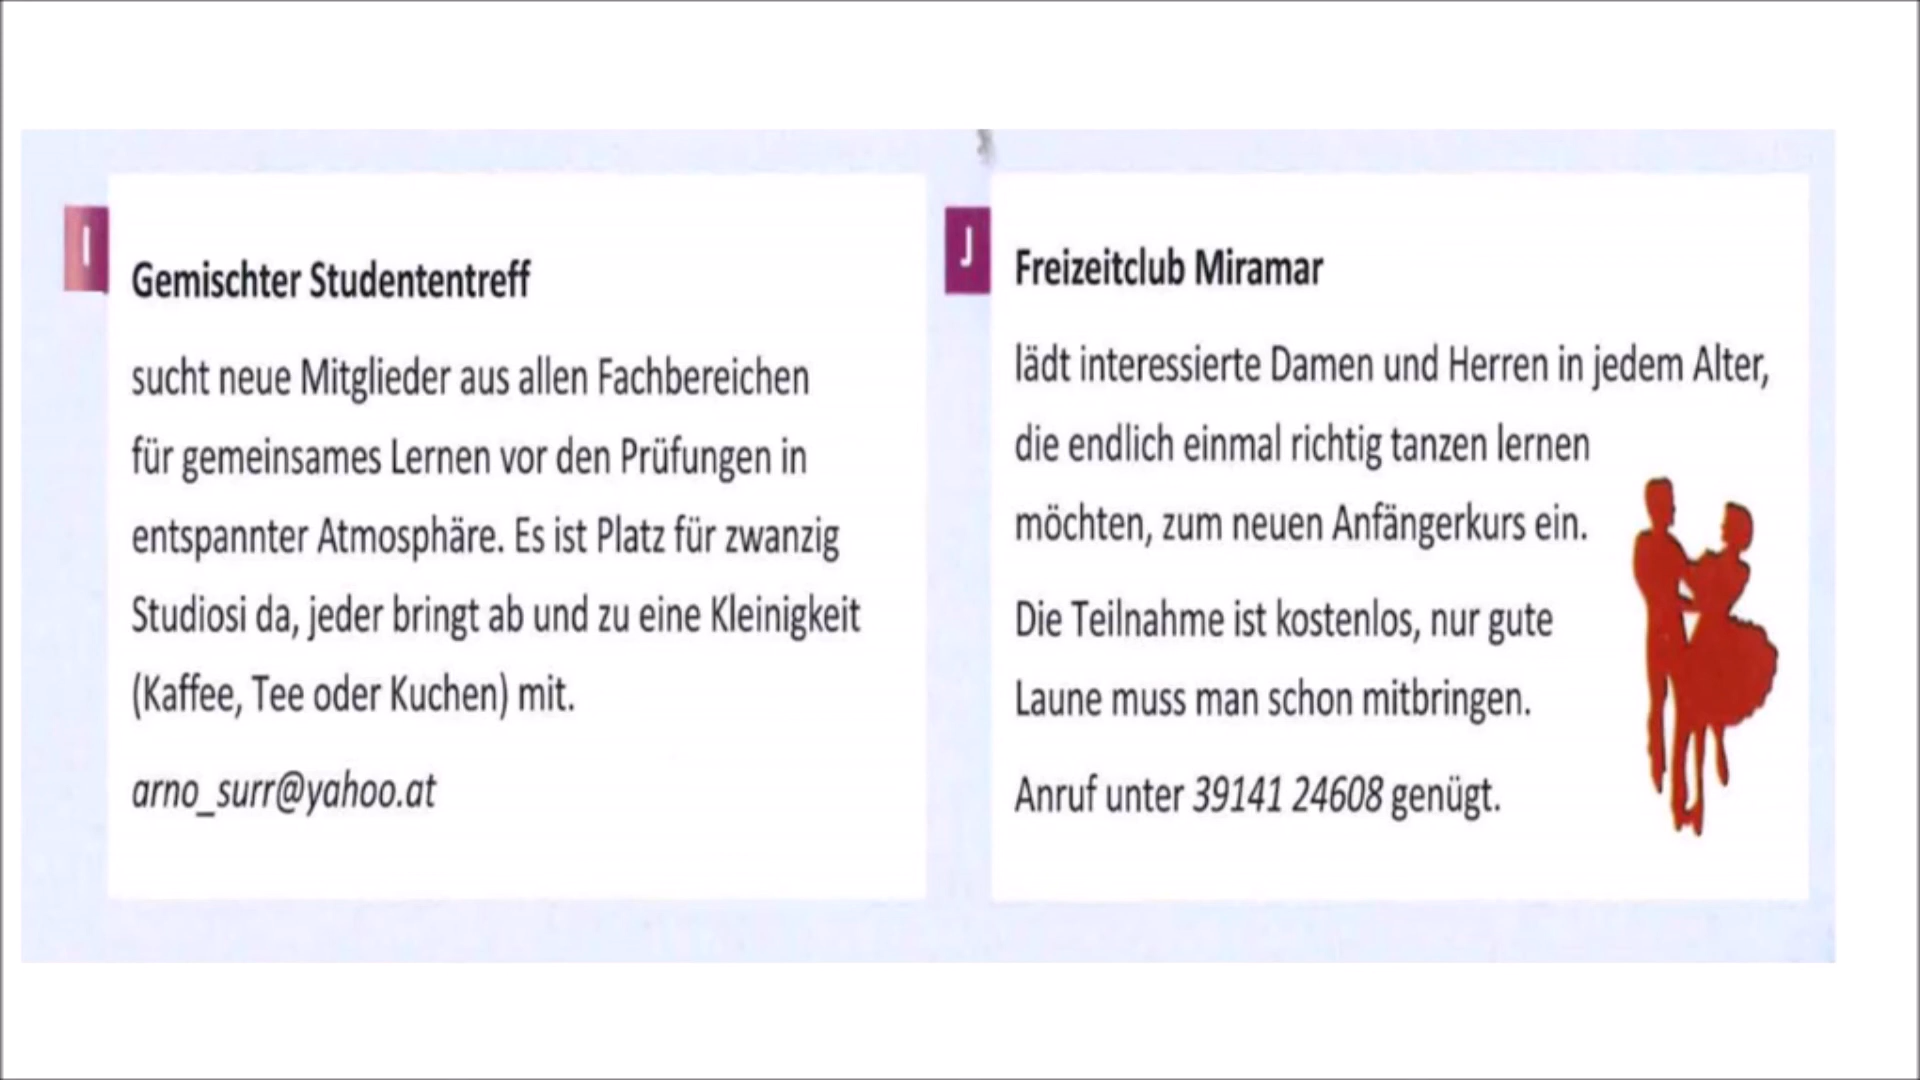 I
Gemischter Studententreff
sucht neue Mitglieder aus allen Fachbereichen
für gemeinsames Lernen vor den Prüfungen in
entspannter Atmosphäre. Es ist Platz für zwanzig
Studiosi da, jeder bringt ab und zu eine Kleinigkeit
(Kaffee, Tee oder Kuchen) mit.
arno_surr@yahoo.at
J
Freizeitclub Miramar
lädt interessierte Damen und Herren in jedem Alter,
die endlich einmal richtig tanzen lernen
möchten, zum neuen Anfängerkurs ein.
Die Teilnahme ist kostenlos, nur gute
Laune muss man schon mitbringen.
Anruf unter 39141 24608 genügt.